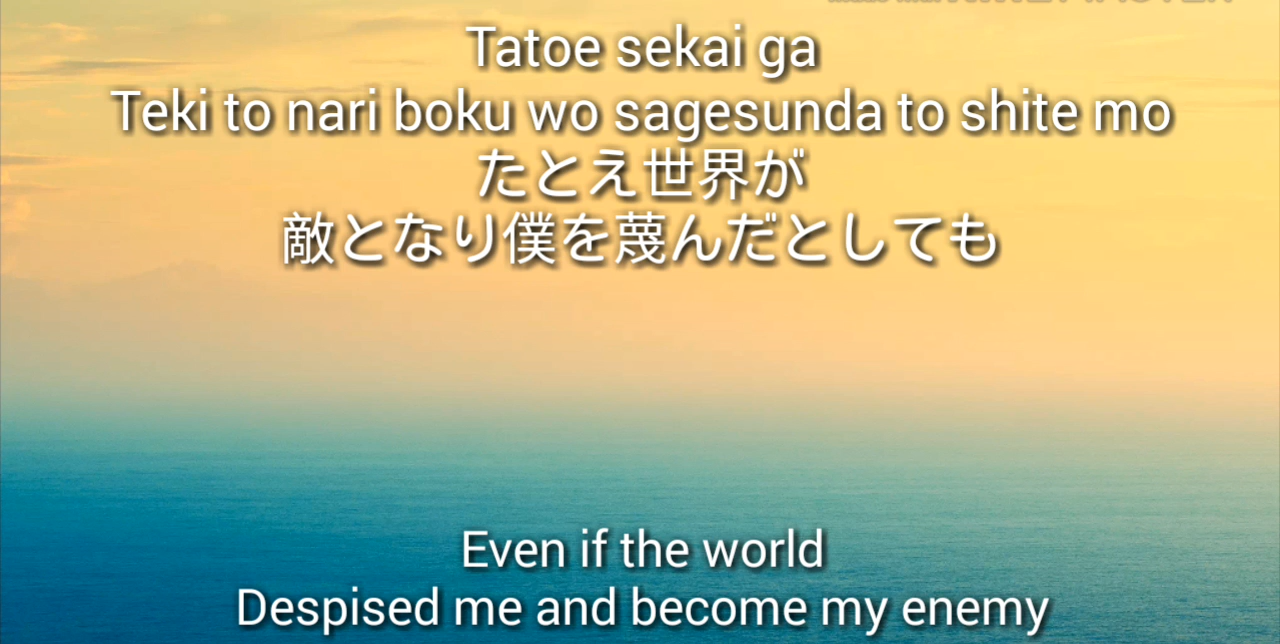 Tatoe sekai ga
Teki to nari boku wo sagesunda to shite mo
たとえ世界が
敵となり僕を蔑んだとしても
Even if the world
Despised me and become my enemy